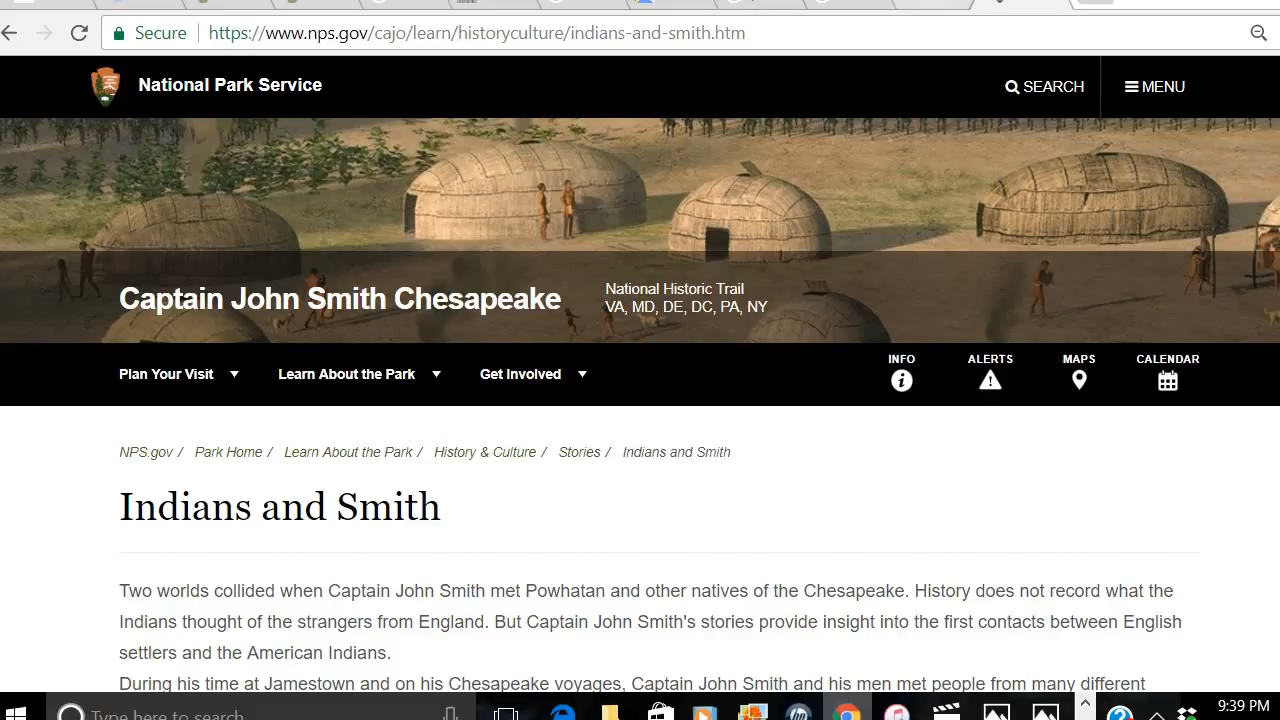 Secure https://www.nps.gov/cajo/learn/historyculture/indians-and-smith.htm
National Park Service
SEARCH
MENU
Captain John Smith Chesapeake
National Historic Trail
VA, MD, DE, DC, PA, NY
Plan Your Visit
Learn About the Park
Get Involved
INFO
ALERTS
MAPS
CALENDAR
NPS.gov / Park Home / Learn About the Park / History & Culture / Stories / Indians and Smith
Indians and Smith
Two worlds collided when Captain John Smith met Powhatan and other natives of the Chesapeake. History does not record what the
Indians thought of the strangers from England. But Captain John Smith's stories provide insight into the first contacts between English
settlers and the American Indians.
During his time at Jamestown and on his Chesapeake voyages, Captain John Smith and his men met people from many different
Type here to search
9:39 PM